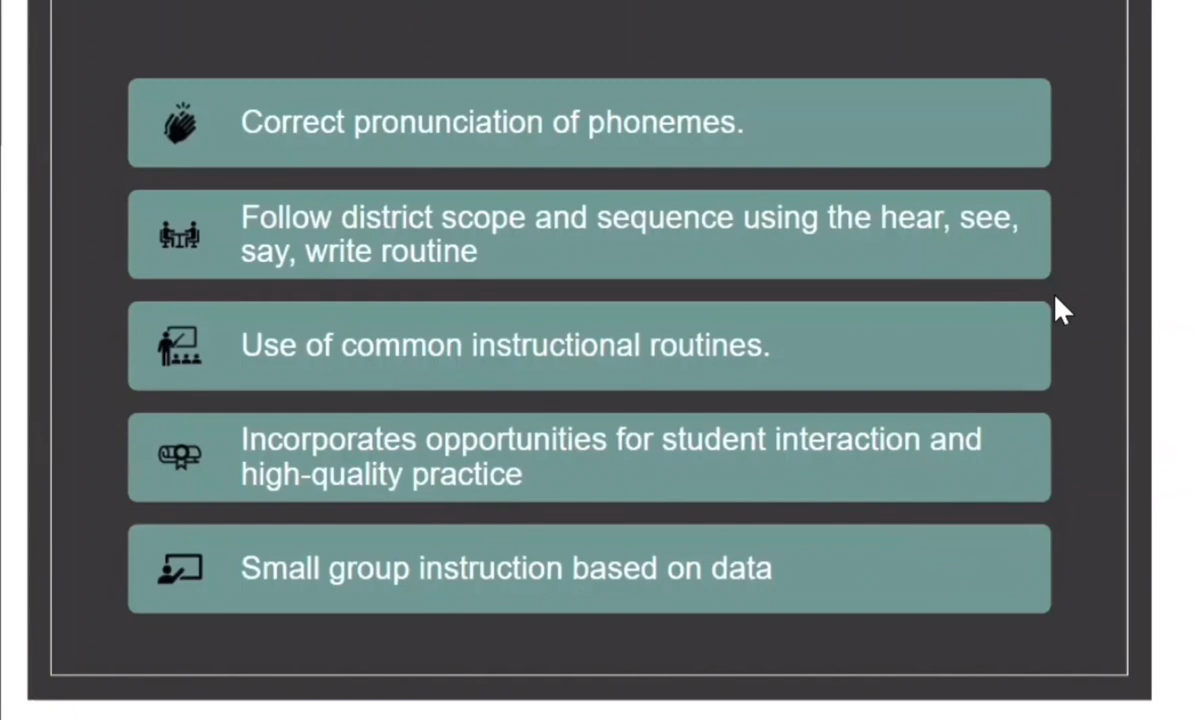 Correct pronunciation of phonemes.
Follow district scope and sequence using the hear, see,
say, write routine
Use of common instructional routines.
Incorporates opportunities for student interaction and
high-quality practice
Small group instruction based on data